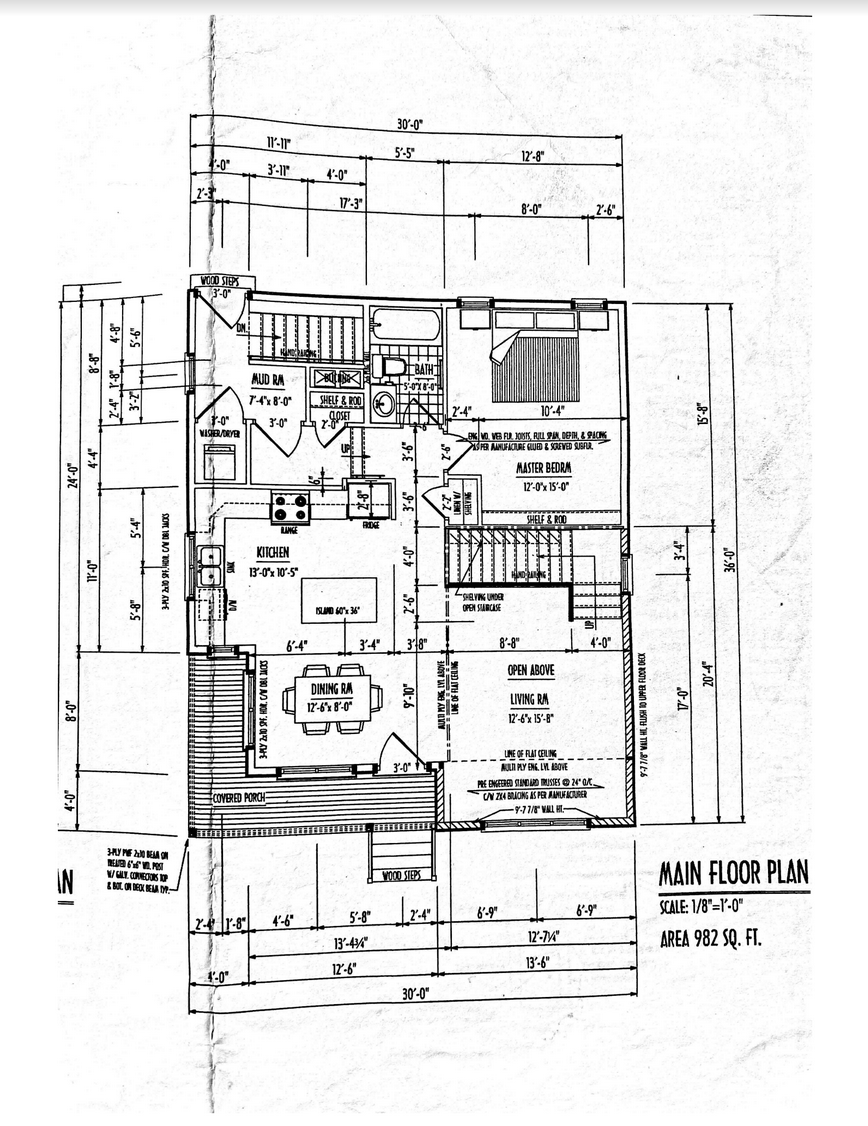 30'-0"
11'-11"
5'-5"
12'-8"
3'-11"
4'-0"
2'-3"
17'-3"
8'-0"
2'-6"
WOOD STEPS
3'-0"
DN.
HAND RAILING
24'-0"
8'-8"
4'-8"
5'-6"
1'-8"
3'-2"
2'-4"
4'-4"
11'-0"
5'-4"
5'-8"
8'-0"
4'-0"
MUD RM
7'-4"x 8'-0"
SHELF & ROD
CLOSET
BATH
5'-0"x 8'-0"
3'-0"
3'-0"
2'-0"
WASHER/DRYER
UP
6"
2'-4"
10'-4"
ENG. WD. WEB FLR. JOISTS, FULL SPAN, DEPTH, & SPACING
AS PER MANUFACTURE GLUED & SCREWED SUBFLR.
MASTER BEDRM
12'-0"x 15'-0"
3'-6"
2'-6"
3'-6"
2'-2"
LINEN W/
SHELVING
SHELF & ROD
RANGE
FRIDGE
KITCHEN
13'-0"x 10'-5"
SINK
D/W
3-PLY 2x10 SPF. HDR. C/W DBL JACKS
ISLAND 60"x 36"
4'-0"
2'-6"
HAND RAILING
SHELVING UNDER
OPEN STAIRCASE
UP
15'-8"
3'-4"
36'-0"
17'-0"
20'-4"
6'-4"
3'-4"
3'-8"
8'-8"
4'-0"
3-PLY 2x10 SPF. HDR. C/W DBL JACKS
DINING RM
12'-6"x 8'-0"
9'-10"
MULTI PLY ENG. LVL ABOVE
LINE OF FLAT CEILING
OPEN ABOVE
LIVING RM
12'-6"x 15'-8"
9'-7 7/8" WALL HT. FLUSH TO UPPER FLOOR DECK
LINE OF FLAT CEILING
MULTI PLY ENG. LVL ABOVE
3'-0"
PRE ENGEERED STANDARD TRUSSES @ 24" O/C
C/W 2X4 BRACING AS PER MANUFACTURER
9'-7 7/8" WALL HT.
COVERED PORCH
3-PLY PWF 2x10 BEAM ON
TREATED 6"x6" WD. POST
W/ GALV. CONNECTORS TOP
& BOT. ON DECK BEAM TYP.
WOOD STEPS
AN
MAIN FLOOR PLAN
SCALE: 1/8"=1'-0"
AREA 982 SQ. FT.
2'-4"
1'-8"
4'-6"
5'-8"
2'-4"
6'-9"
6'-9"
13'-4¾"
12'-7¼"
4'-0"
12'-6"
13'-6"
30'-0"